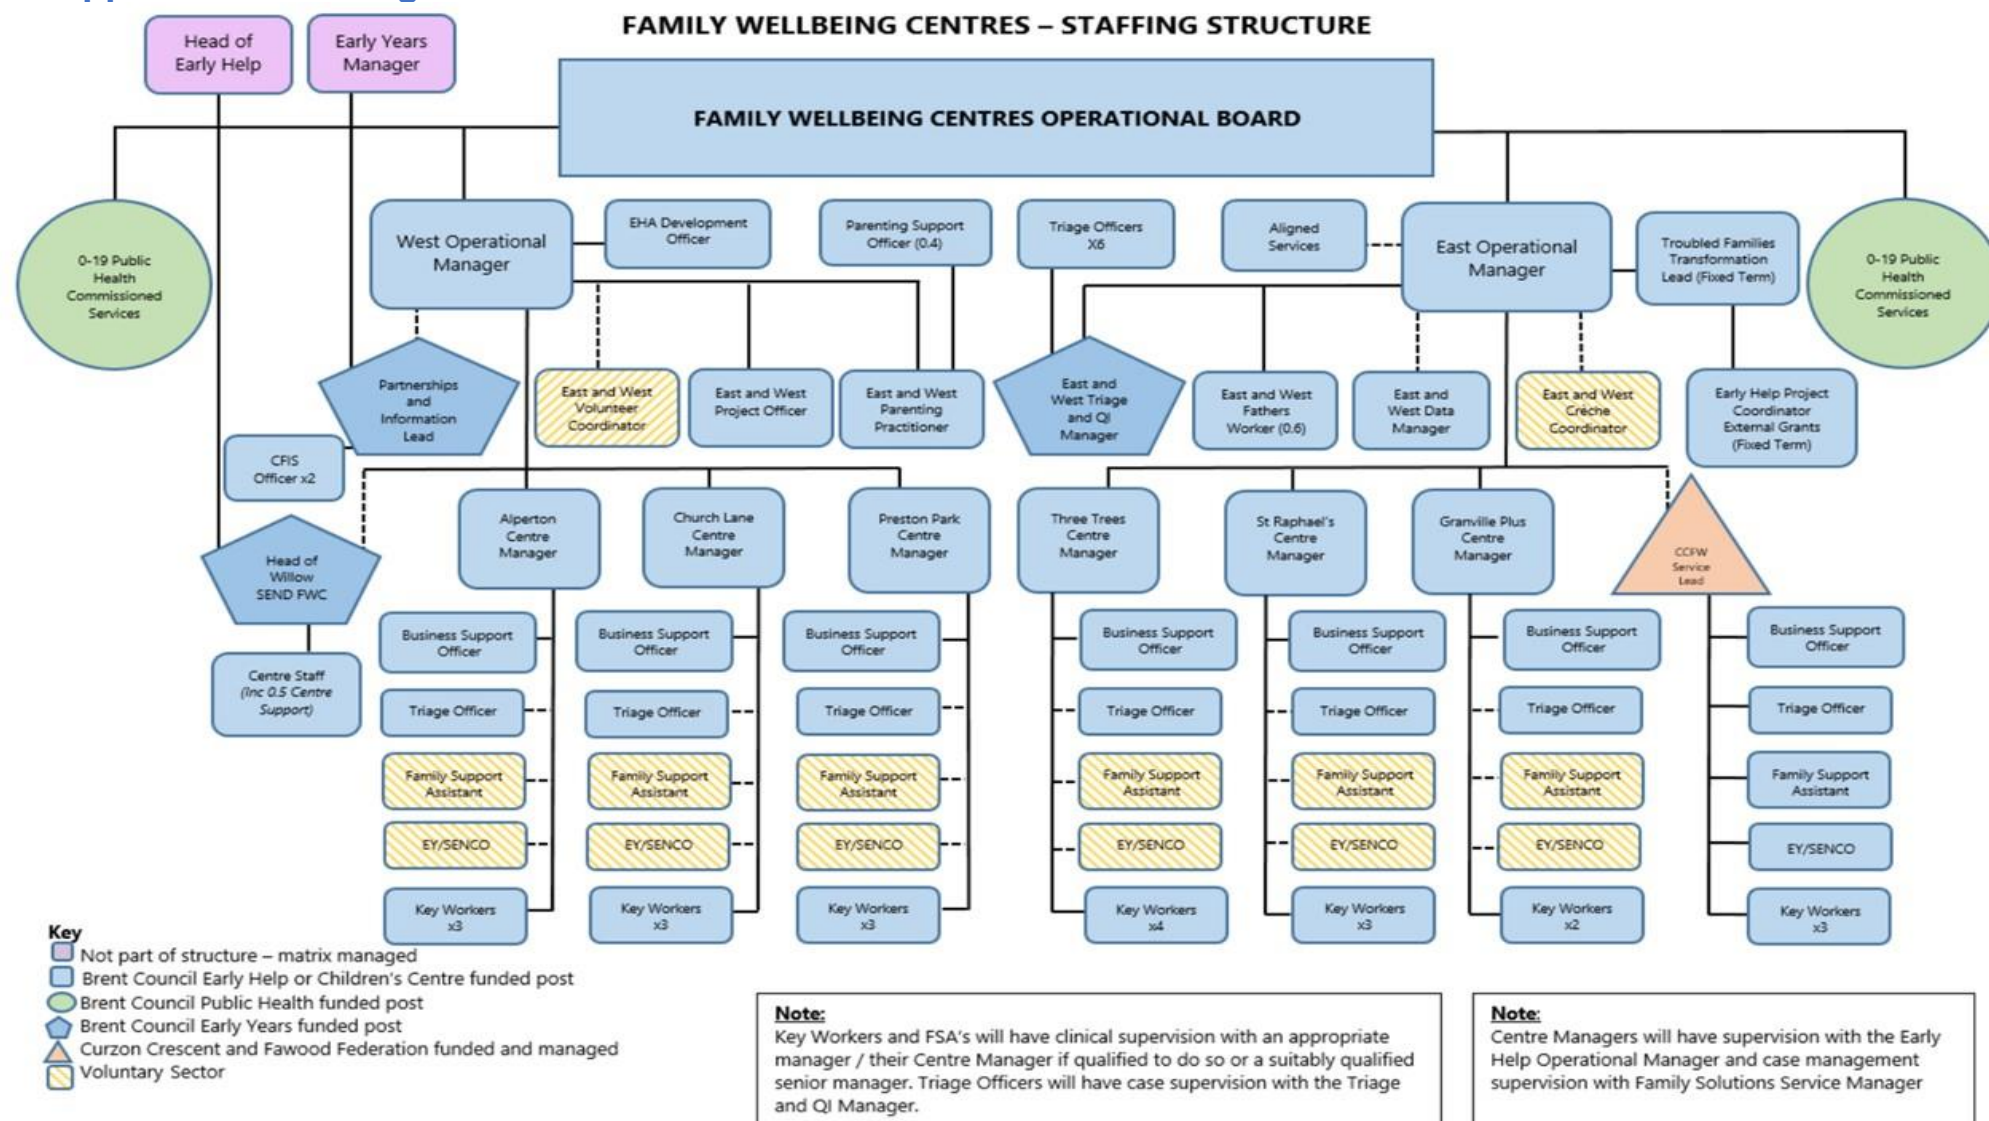 FAMILY WELLBEING CENTRES – STAFFING STRUCTURE
Head of
Early Help
Early Years
Manager
FAMILY WELLBEING CENTRES OPERATIONAL BOARD
0-19 Public
Health
Commissioned
Services
West Operational
Manager
EHA Development
Officer
Parenting Support
Officer (0.4)
Triage Officers
X6
Aligned
Services
East Operational
Manager
Troubled Families
Transformation
Lead (Fixed Term)
0-19 Public
Health
Commissioned
Services
Partnerships
and
Information
Lead
East and West
Volunteer
Coordinator
East and West
Project Officer
East and West
Parenting
Practitioner
East and
West Triage
and QI
Manager
East and West
Fathers
Worker (0.6)
East and
West Data
Manager
East and West
Crèche
Coordinator
Early Help Project
Coordinator
External Grants
(Fixed Term)
CFIS
Officer x2
Head of
Willow
SEND FWC
Alperton
Centre
Manager
Church Lane
Centre
Manager
Preston Park
Centre
Manager
Three Trees
Centre
Manager
St Raphael's
Centre
Manager
Granville Plus
Centre
Manager
CCFW
Service
Lead
Centre Staff
(Inc 0.5 Centre
Support)
Business Support
Officer
Business Support
Officer
Business Support
Officer
Business Support
Officer
Business Support
Officer
Business Support
Officer
Business Support
Officer
Triage Officer
Triage Officer
Triage Officer
Triage Officer
Triage Officer
Triage Officer
Triage Officer
Family Support
Assistant
Family Support
Assistant
Family Support
Assistant
Family Support
Assistant
Family Support
Assistant
Family Support
Assistant
Family Support
Assistant
EY/SENCO
EY/SENCO
EY/SENCO
EY/SENCO
EY/SENCO
EY/SENCO
EY/SENCO
Key Workers
x3
Key Workers
x3
Key Workers
x3
Key Workers
x4
Key Workers
x3
Key Workers
x2
Key Workers
x3
Key
Not part of structure – matrix managed
Brent Council Early Help or Children's Centre funded post
Brent Council Public Health funded post
Brent Council Early Years funded post
Curzon Crescent and Fawood Federation funded and managed
Voluntary Sector
Note:
Key Workers and FSA's will have clinical supervision with an appropriate
manager / their Centre Manager if qualified to do so or a suitably qualified
senior manager. Triage Officers will have case supervision with the Triage
and QI Manager.
Note:
Centre Managers will have supervision with the Early
Help Operational Manager and case management
supervision with Family Solutions Service Manager